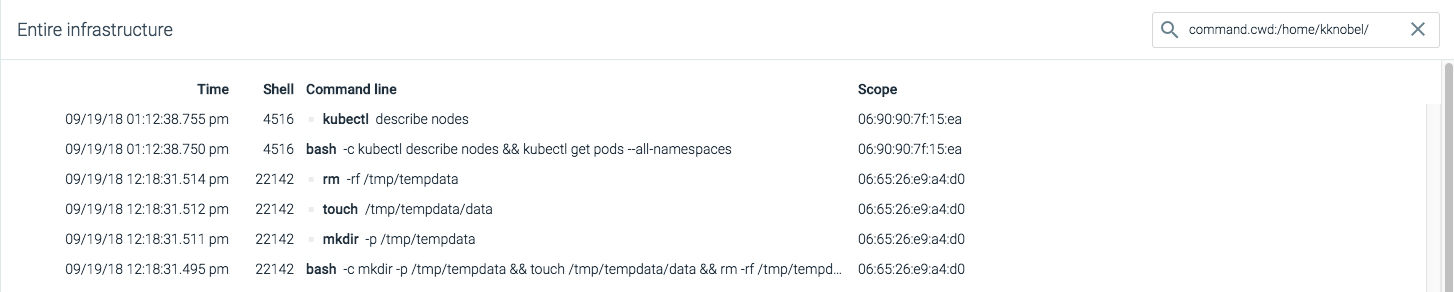 Entire infrastructure command.cwd:/home/kknobel/
Time Shell Command line Scope
09/19/18 01:12:38.755 pm 4516 kubectl describe nodes 06:90:90:7f:15:ea
09/19/18 01:12:38.750 pm 4516 bash -c kubectl describe nodes && kubectl get pods --all-namespaces 06:90:90:7f:15:ea
09/19/18 12:18:31.514 pm 22142 rm -rf /tmp/tempdata 06:65:26:e9:a4:d0
09/19/18 12:18:31.512 pm 22142 touch /tmp/tempdata/data 06:65:26:e9:a4:d0
09/19/18 12:18:31.511 pm 22142 mkdir -p /tmp/tempdata 06:65:26:e9:a4:d0
09/19/18 12:18:31.495 pm 22142 bash -c mkdir -p /tmp/tempdata && touch /tmp/tempdata/data && rm -rf /tmp/tempd... 06:65:26:e9:a4:d0